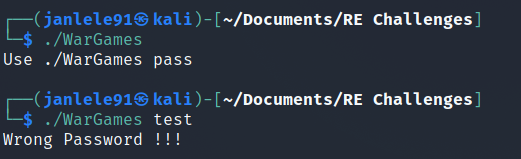 ┌──(janlele91㉿kali)-[~/Documents/RE Challenges]
└─$ ./WarGames
Use ./WarGames pass
┌──(janlele91㉿kali)-[~/Documents/RE Challenges]
└─$ ./WarGames test
Wrong Password !!!